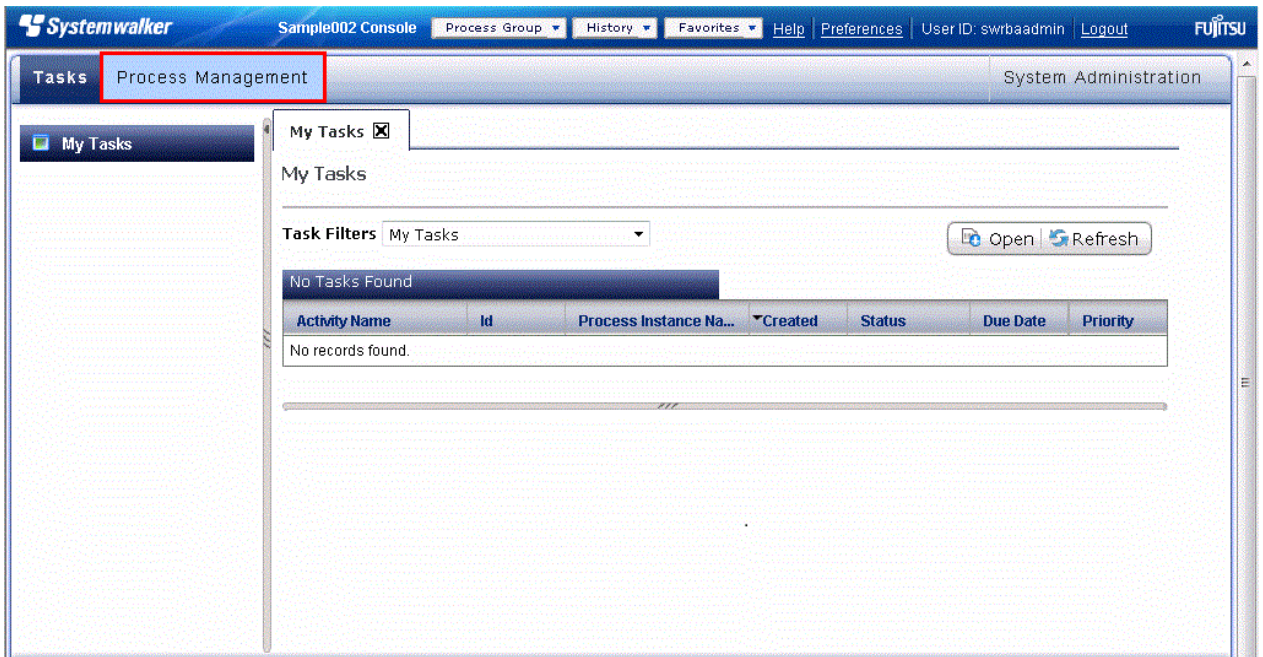 Systemwalker Sample002 Console Process Group History Favorites Help Preferences User ID: swrbaadmin Logout FUJITSU
Tasks Process Management System Administration
My Tasks
My Tasks
My Tasks
Task Filters My Tasks Open Refresh
No Tasks Found
Activity Name Id Process Instance Na... Created Status Due Date Priority
No records found.